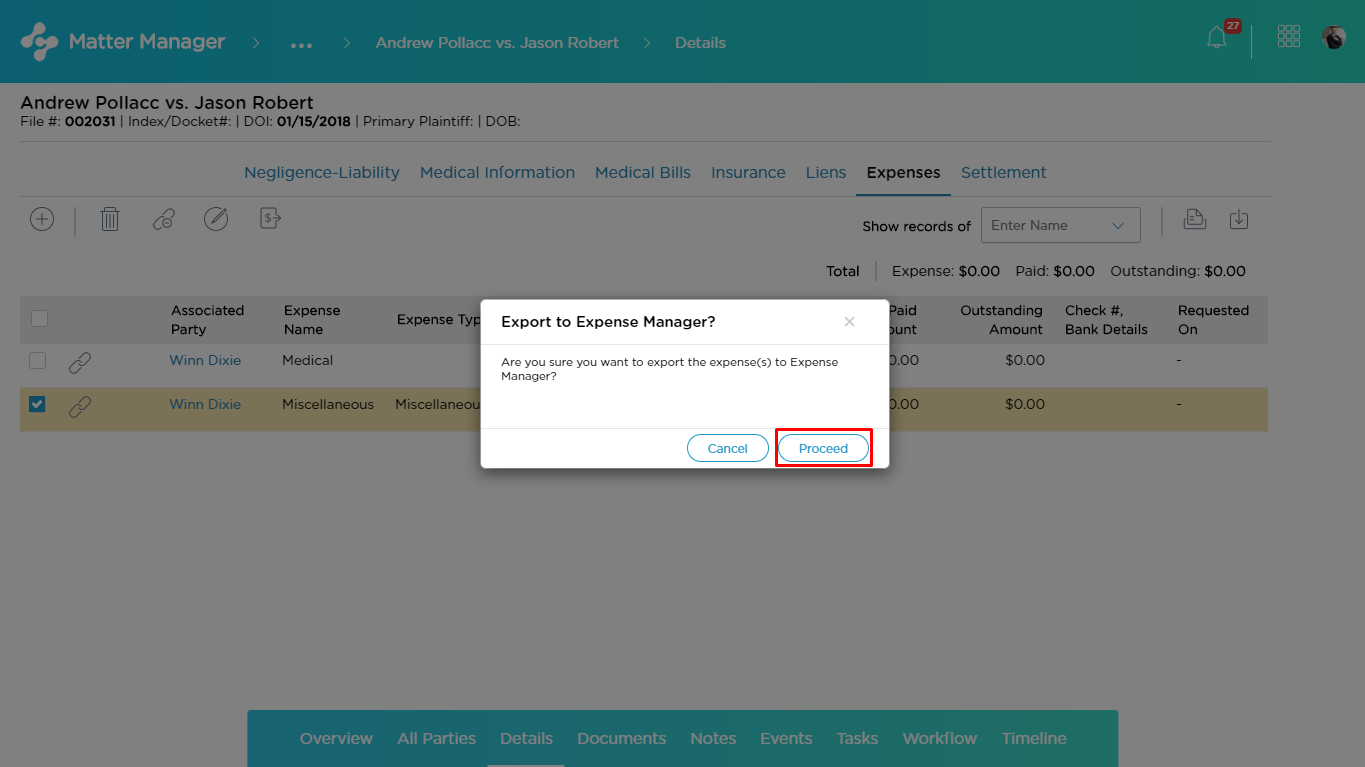 Matter Manager > ... > Andrew Pollacc vs. Jason Robert > Details
27
Andrew Pollacc vs. Jason Robert
File #: 002031 | Index/Docket#: | DOI: 01/15/2018 | Primary Plaintiff: | DOB:
Negligence-Liability Medical Information Medical Bills Insurance Liens Expenses Settlement
Show records of Enter Name
Total Expense: $0.00 Paid: $0.00 Outstanding: $0.00
Associated Party
Expense Name
Expense Typ
Paid
ount
Outstanding Amount
Check #, Bank Details
Requested On
Winn Dixie Medical 0.00 $0.00 -
Winn Dixie Miscellaneous Miscellaneou 0.00 $0.00 -
Export to Expense Manager?
×
Are you sure you want to export the expense(s) to Expense
Manager?
Cancel Proceed
Overview All Parties Details Documents Notes Events Tasks Workflow Timeline